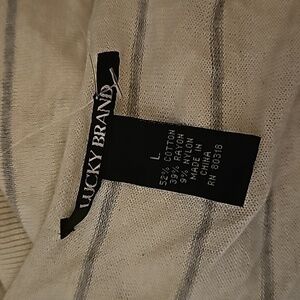 LUCKY BRAND
L
52% COTTON
39% RAYON
9% NYLON
MADE IN
CHINA
RN 80318